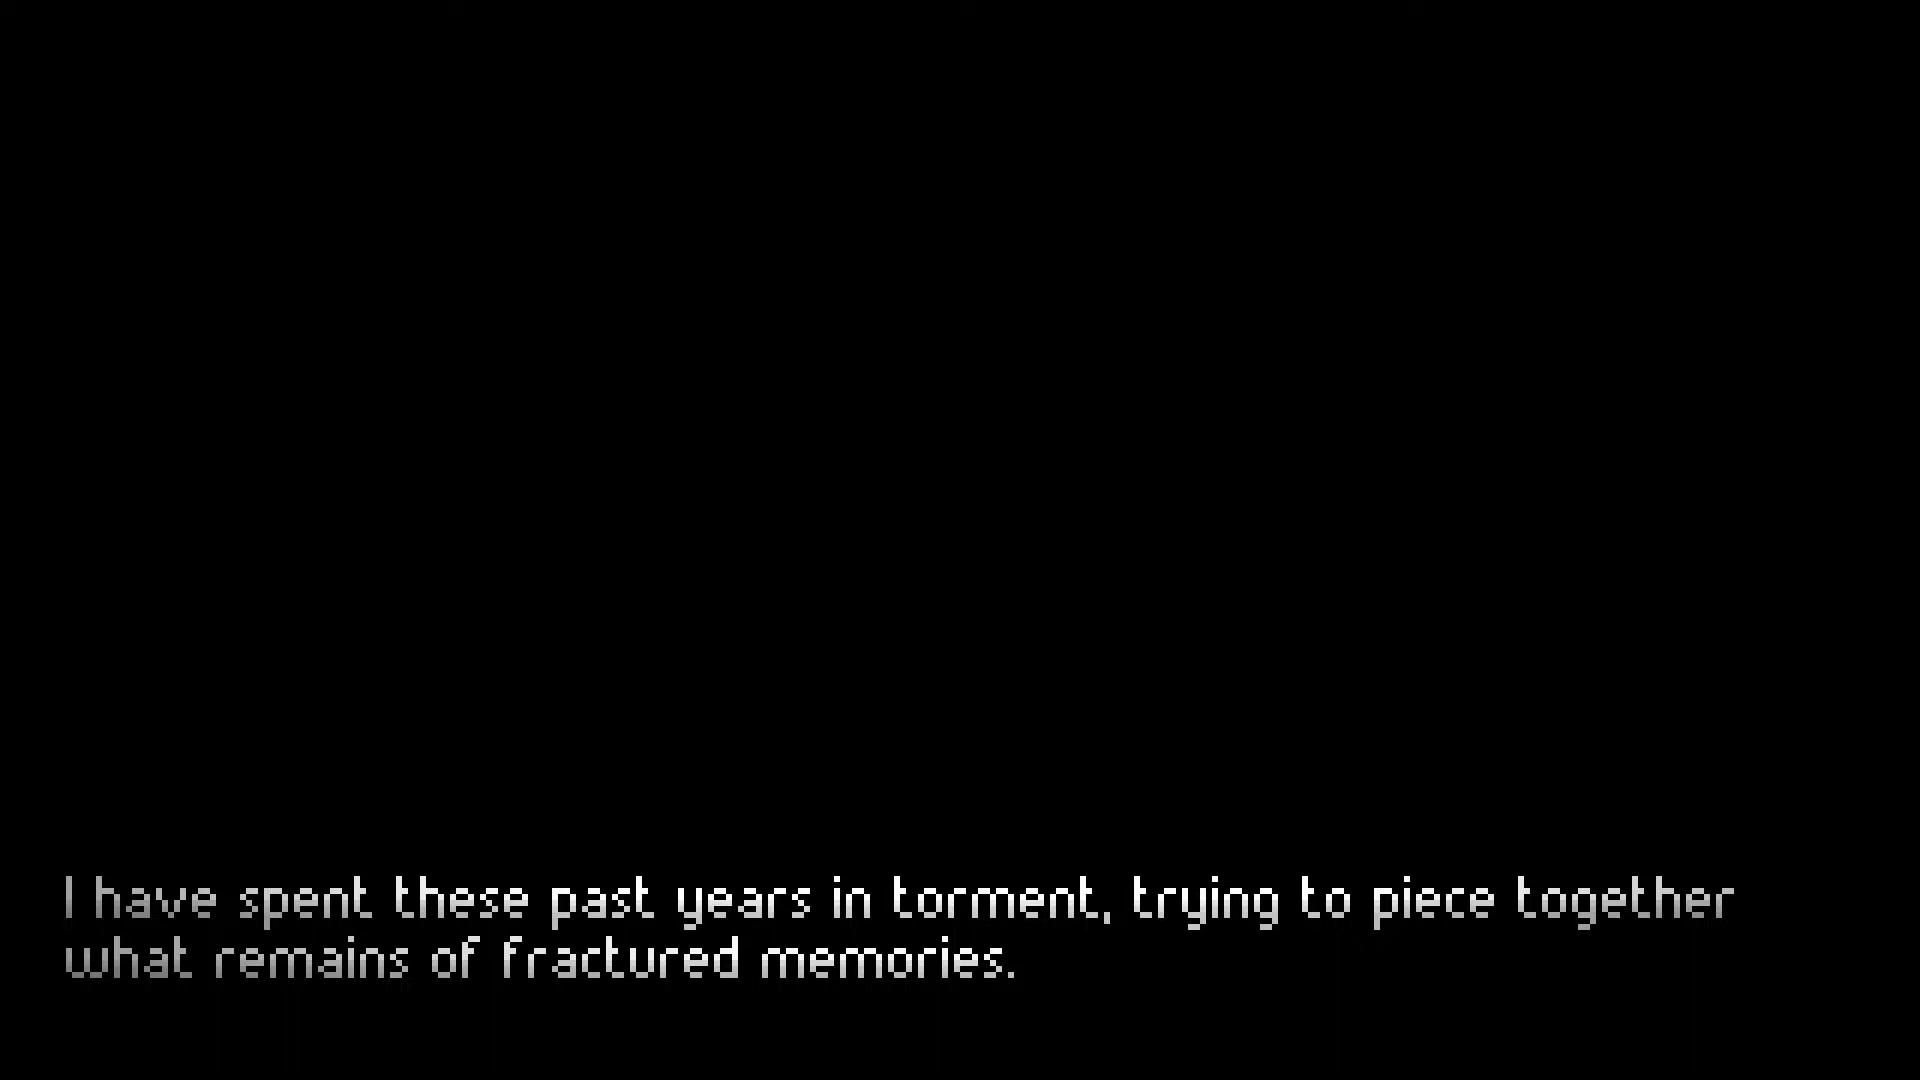 I have spent these past years in torment, trying to piece together
what remains of fractured memories.